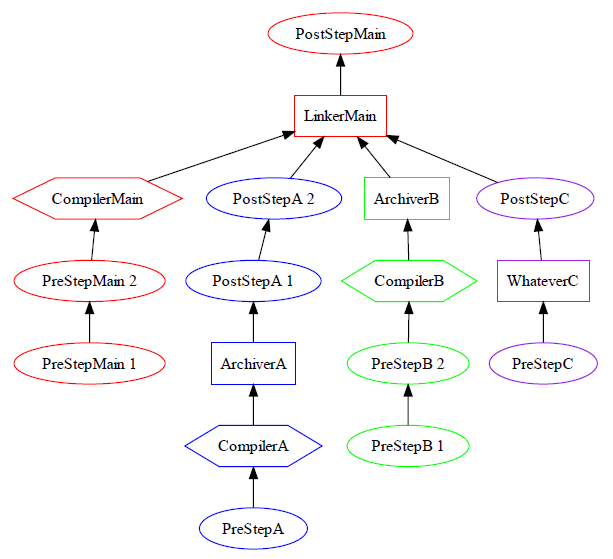 PostStepMain
LinkerMain
CompilerMain
PostStepA 2
ArchiverB
PostStepC
PreStepMain 2
PostStepA 1
CompilerB
WhateverC
PreStepMain 1
ArchiverA
PreStepB 2
PreStepC
CompilerA
PreStepB 1
PreStepA